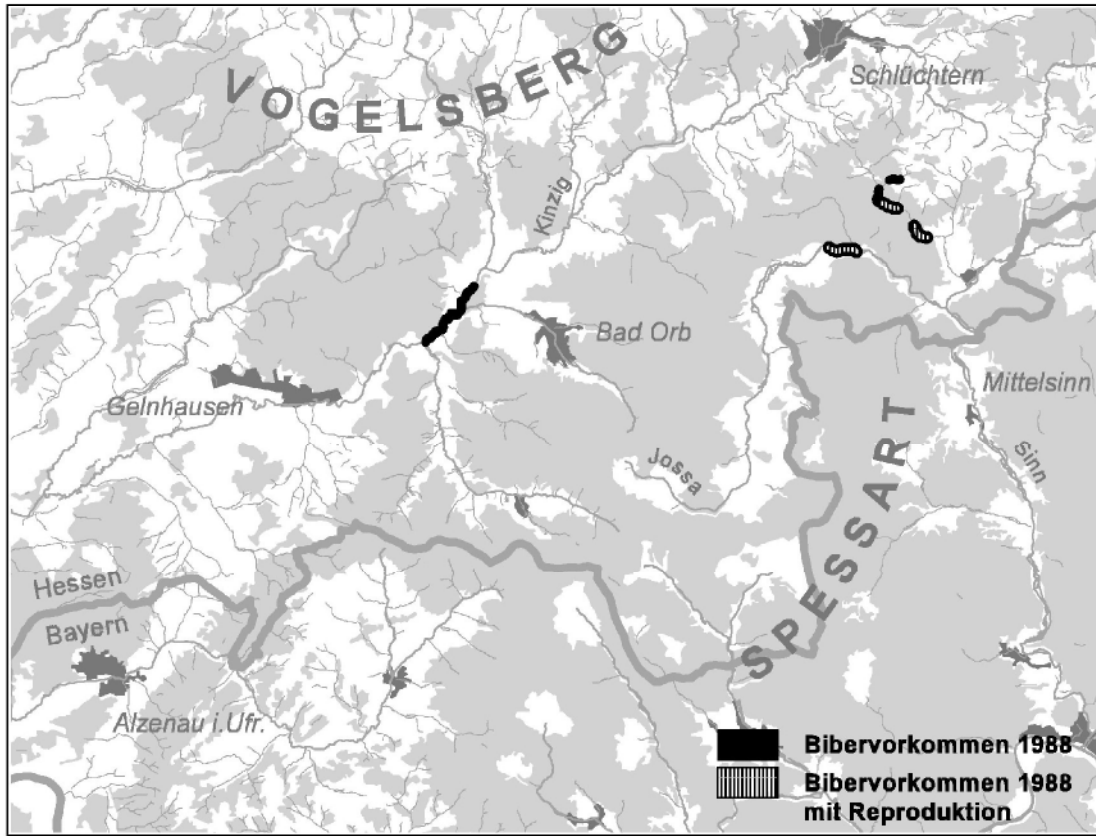 VOGELSBERG
Schlüchtern
Kinzig
Bad Orb
Gelnhausen
Mittelsinn
Jossa
Sinn
SPESSART
Hessen
Bayern
Alzenau i.Ufr.
Bibervorkommen 1988
Bibervorkommen 1988
mit Reproduktion